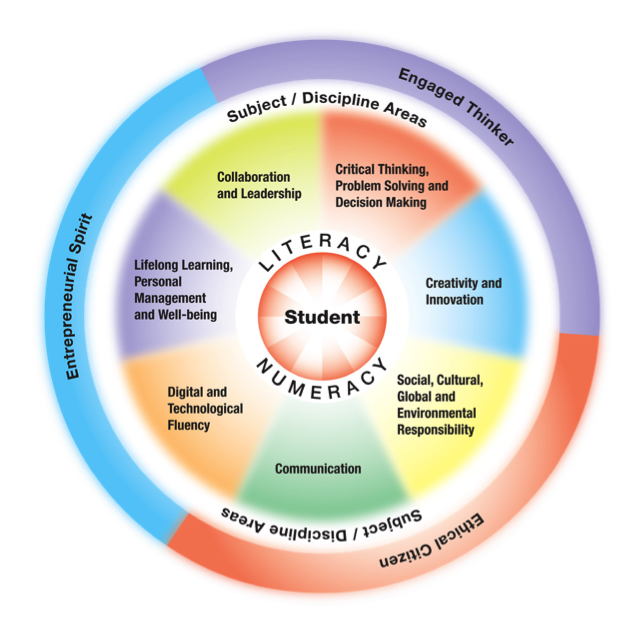 Engaged Thinker
Subject / Discipline Areas
Collaboration
and Leadership
Critical Thinking,
Problem Solving and
Decision Making
Entrepreneurial Spirit
Lifelong Learning,
Personal
Management
and Well-being
LITERACY
Student
NUMERACY
Creativity and
Innovation
Digital and
Technological
Fluency
Social, Cultural,
Global and
Environmental
Responsibility
Communication
Subject / Discipline Areas
Ethical Citizen